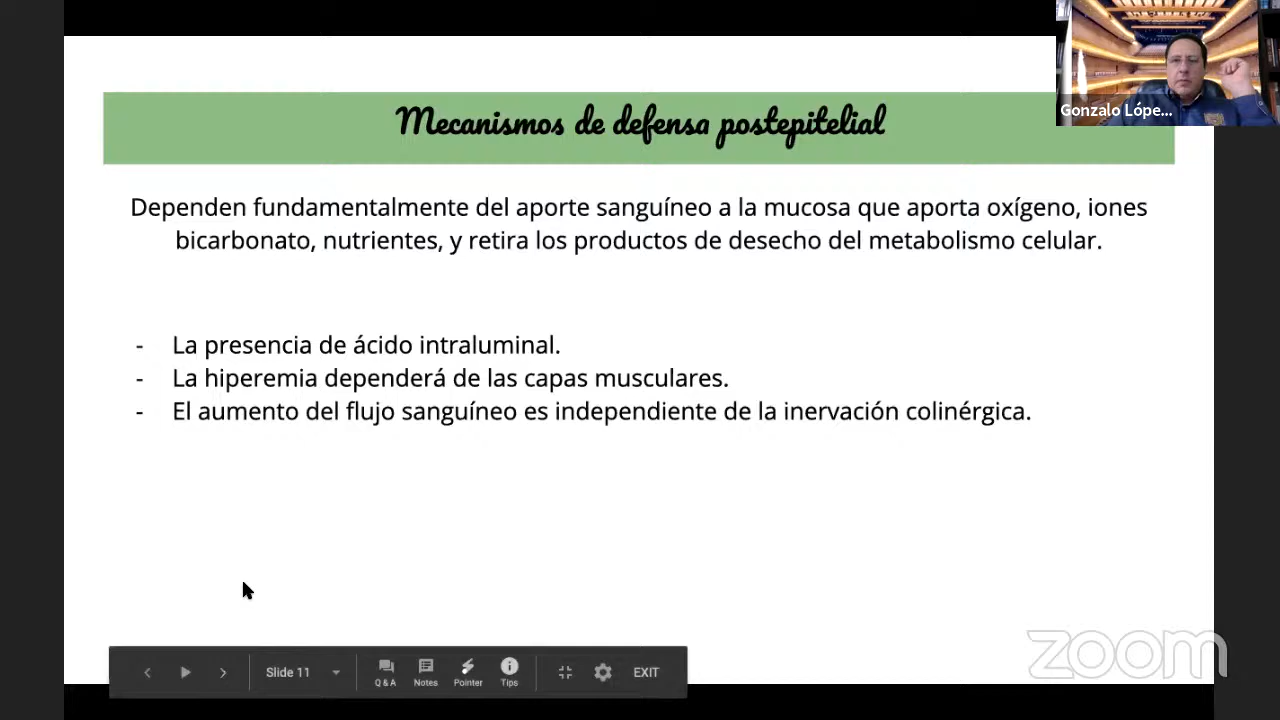 Mecanismos de defensa postepitelial
Gonzalo Lópe...
Dependen fundamentalmente del aporte sanguíneo a la mucosa que aporta oxígeno, iones
bicarbonato, nutrientes, y retira los productos de desecho del metabolismo celular.
- La presencia de ácido intraluminal.
- La hiperemia dependerá de las capas musculares.
- El aumento del flujo sanguíneo es independiente de la inervación colinérgica.
zoom
Slide 11
Q & A Notes Pointer Tips
EXIT